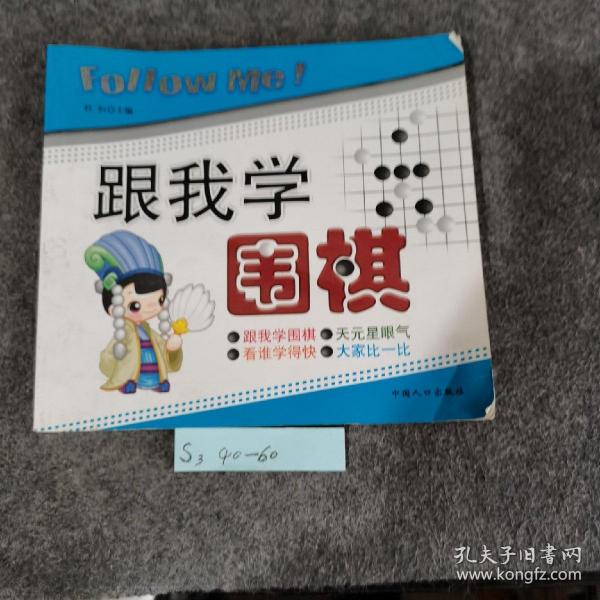 Follow Me!
主编
跟我学
围棋
跟我学围棋 天元星眼气
看谁学得快 大家比一比
中国人口出版社
S3 40-60
孔夫子旧书网
www.kongfz.com